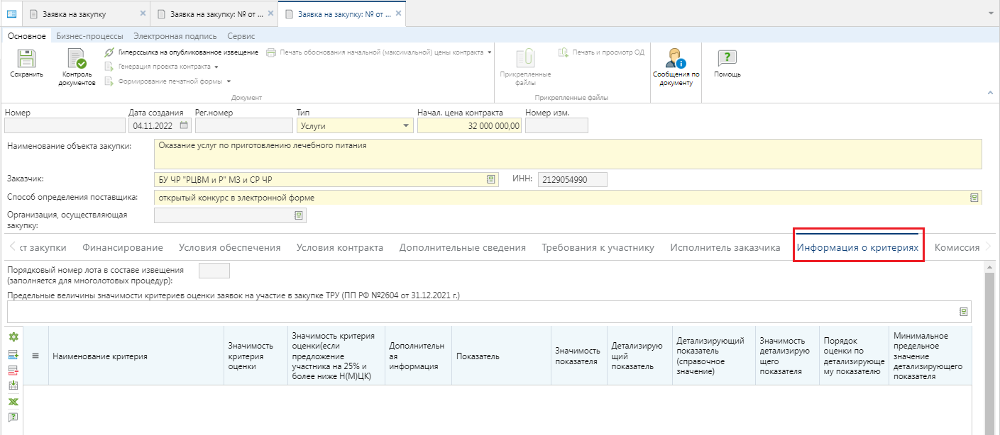 Заявка на закупку
Заявка на закупку: № от ...
Заявка на закупку: № от ...
Основное Бизнес-процессы Электронная подпись Сервис
Сохранить
Контроль документов
Гиперссылка на опубликованное извещение
Генерация проекта контракта
Формирование печатной формы
Печать обоснования начальной (максимальной) цены контракта
Документ
Прикрепленные файлы
Печать и просмотр ОД
Прикрепленные файлы
Сообщения по документу
Помощь
Номер Дата создания Рег.номер Тип Начал. цена контракта Номер изм.
04.11.2022 Услуги 32 000 000,00
Наименование объекта закупки: Оказание услуг по приготовлению лечебного питания
Заказчик: БУ ЧР "РЦВМ и Р" МЗ и СР ЧР ИНН: 2129054990
Способ определения поставщика: открытый конкурс в электронной форме
Организация, осуществляющая
закупку:
кт закупки Финансирование Условия обеспечения Условия контракта Дополнительные сведения Требования к участнику Исполнитель заказчика Информация о критериях Комиссия
Порядковый номер лота в составе извещения
(заполняется для многолотовых процедур):
Предельные величины значимости критериев оценки заявок на участие в закупке ТРУ (ПП РФ №2604 от 31.12.2021 г.)
Наименование критерия
Значимость
критерия
оценки
Значимость критерия
оценки(если
предложение
участника на 25% и
более ниже Н(М)ЦК)
Дополнительн
ая
информация
Показатель
Значимость
показателя
Детализирую
щий
показатель
Детализирующий
показатель
(справочное
значение)
Значимость
детализирую
щего
показателя
Порядок
оценки по
детализирующе
му показателю
Минимальное
предельное
значение
детализирующего
показателя